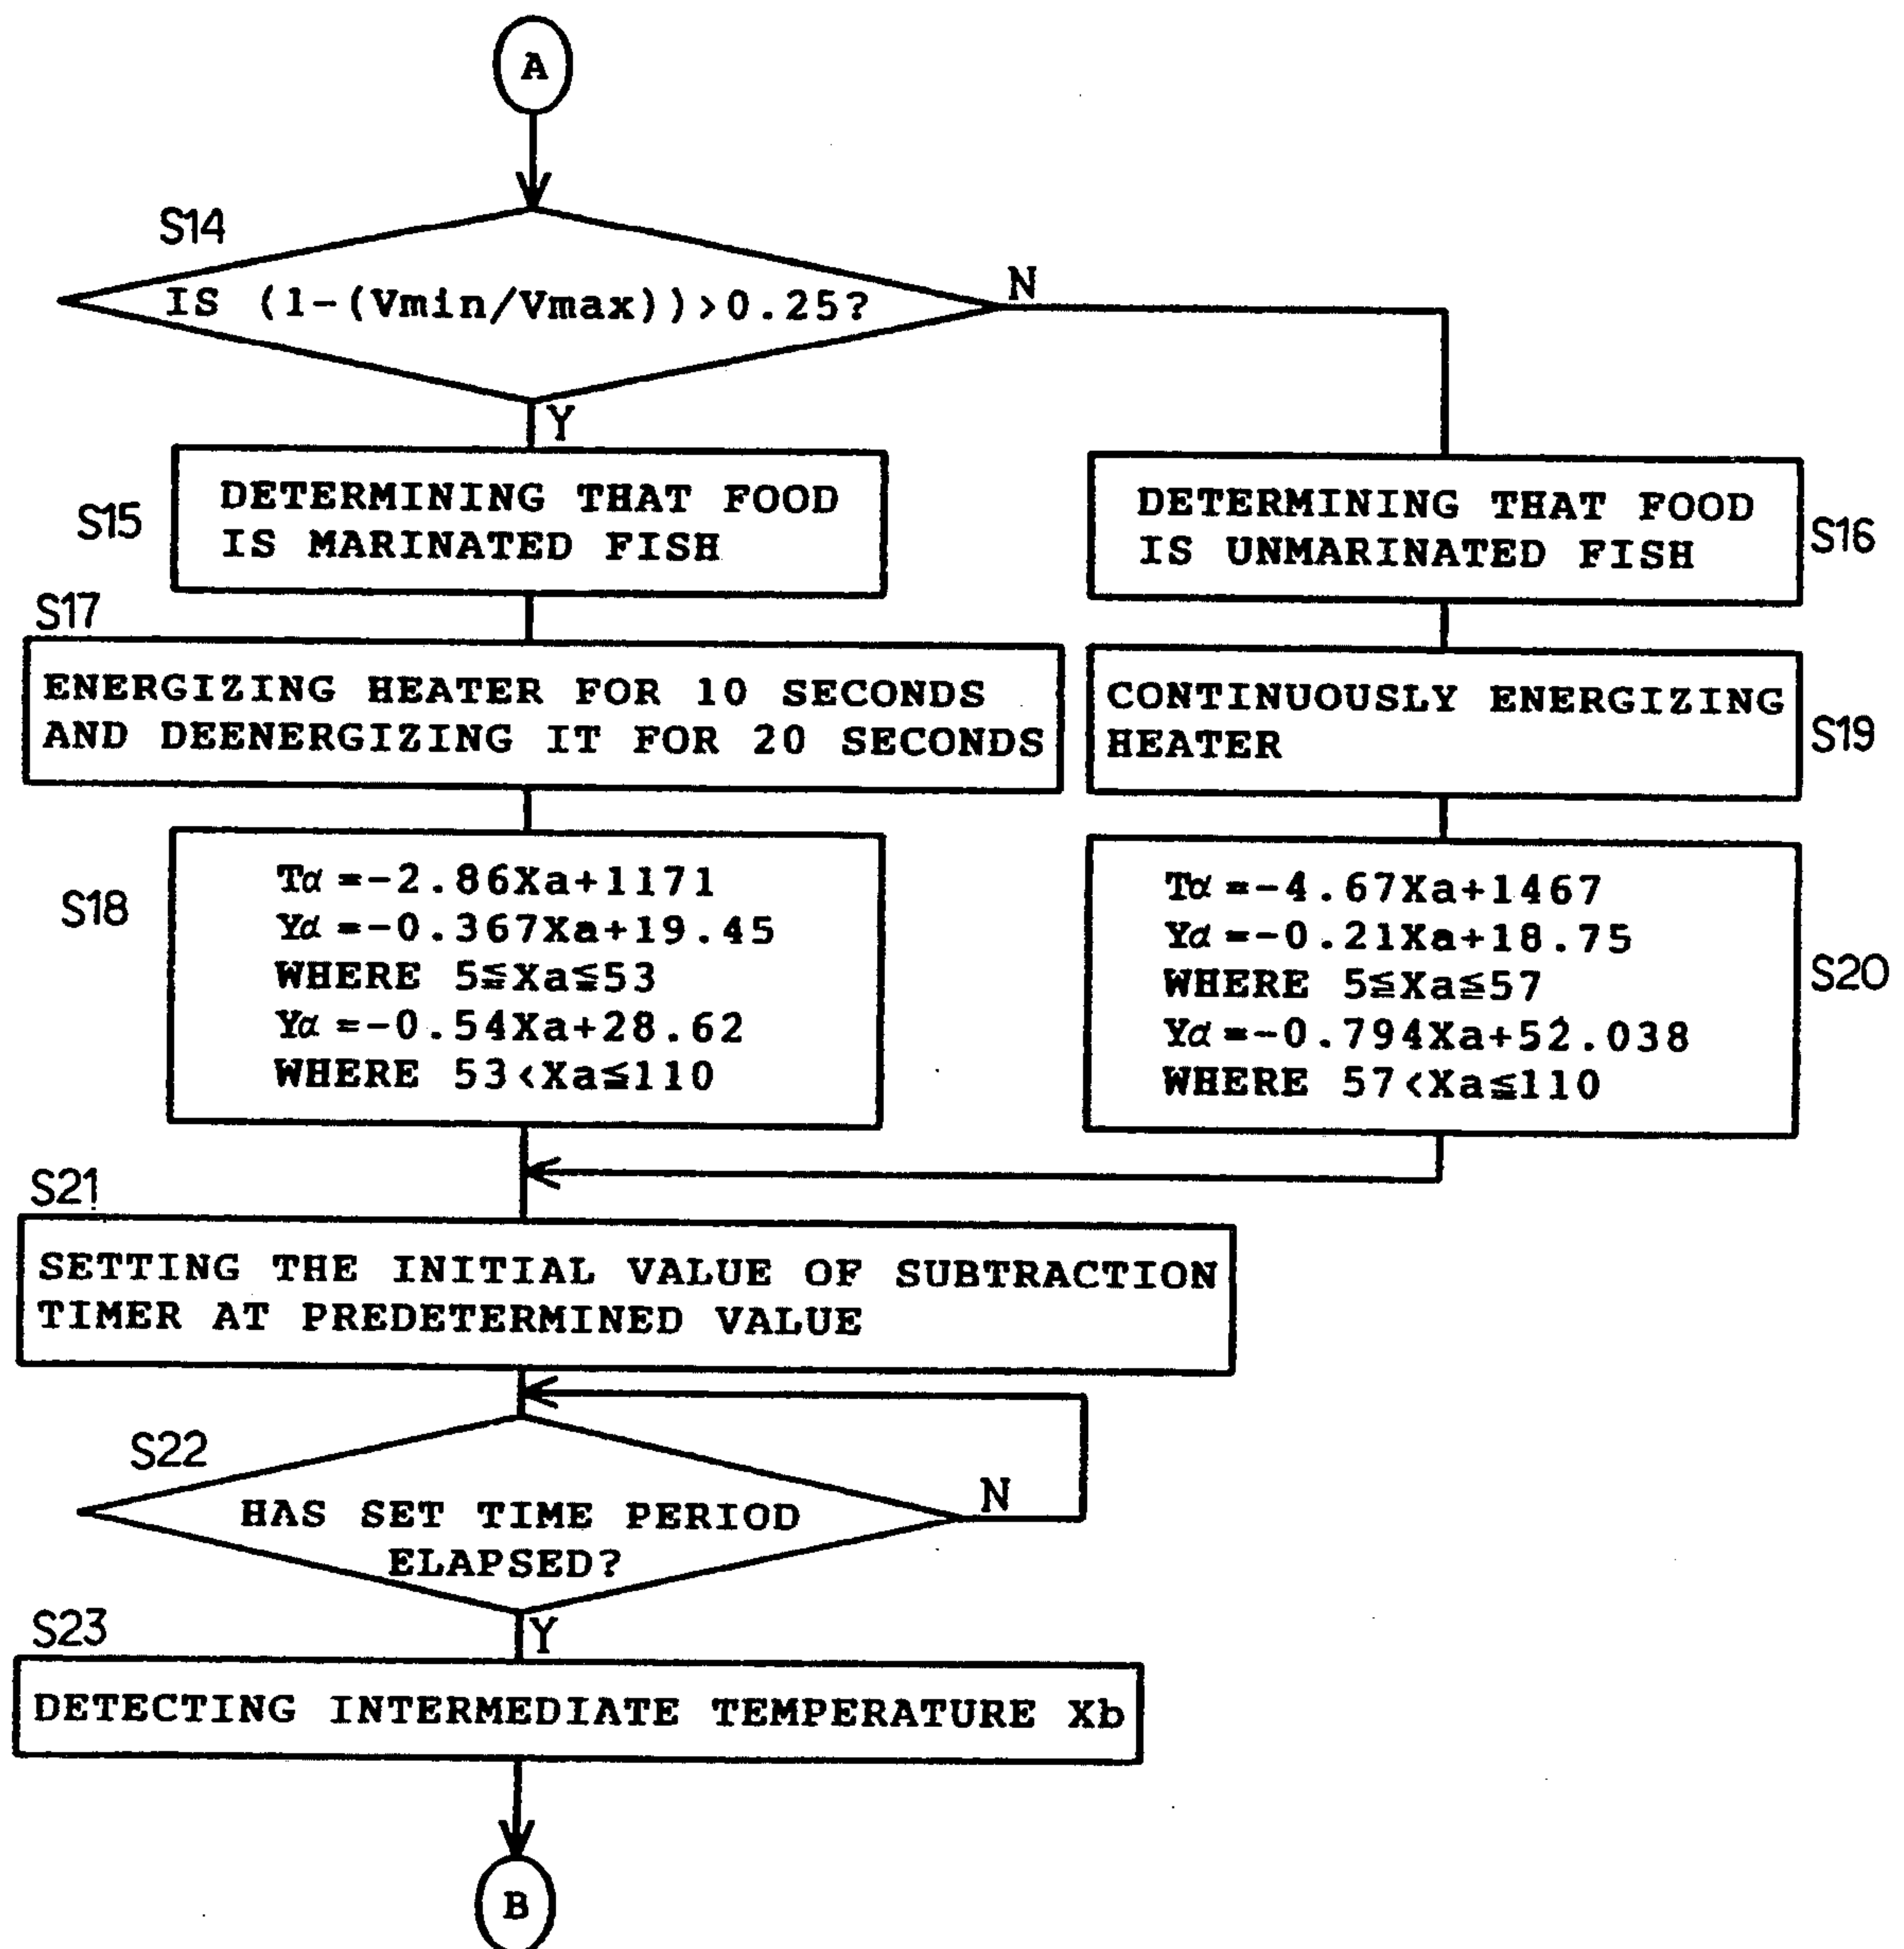 A
S14
IS (1-(Vmin/Vmax))>0.25?
N
Y
S15
DETERMINING THAT FOOD
IS MARINATED FISH
DETERMINING THAT FOOD
IS UNMARINATED FISH
S16
S17
ENERGIZING HEATER FOR 10 SECONDS
AND DEENERGIZING IT FOR 20 SECONDS
CONTINUOUSLY ENERGIZING
HEATER
S19
S18
Tα=-2.86Xa+1171
Yα=-0.367Xa+19.45
WHERE 5≦Xa≦53
Yα=-0.54Xa+28.62
WHERE 53<Xa≦110
Tα=-4.67Xa+1467
Yα=-0.21Xa+18.75
WHERE 5≦Xa≦57
Yα=-0.794Xa+52.038
WHERE 57<Xa≦110
S20
S21
SETTING THE INITIAL VALUE OF SUBTRACTION
TIMER AT PREDETERMINED VALUE
S22
HAS SET TIME PERIOD
ELAPSED?
N
Y
S23
DETECTING INTERMEDIATE TEMPERATURE Xb
B